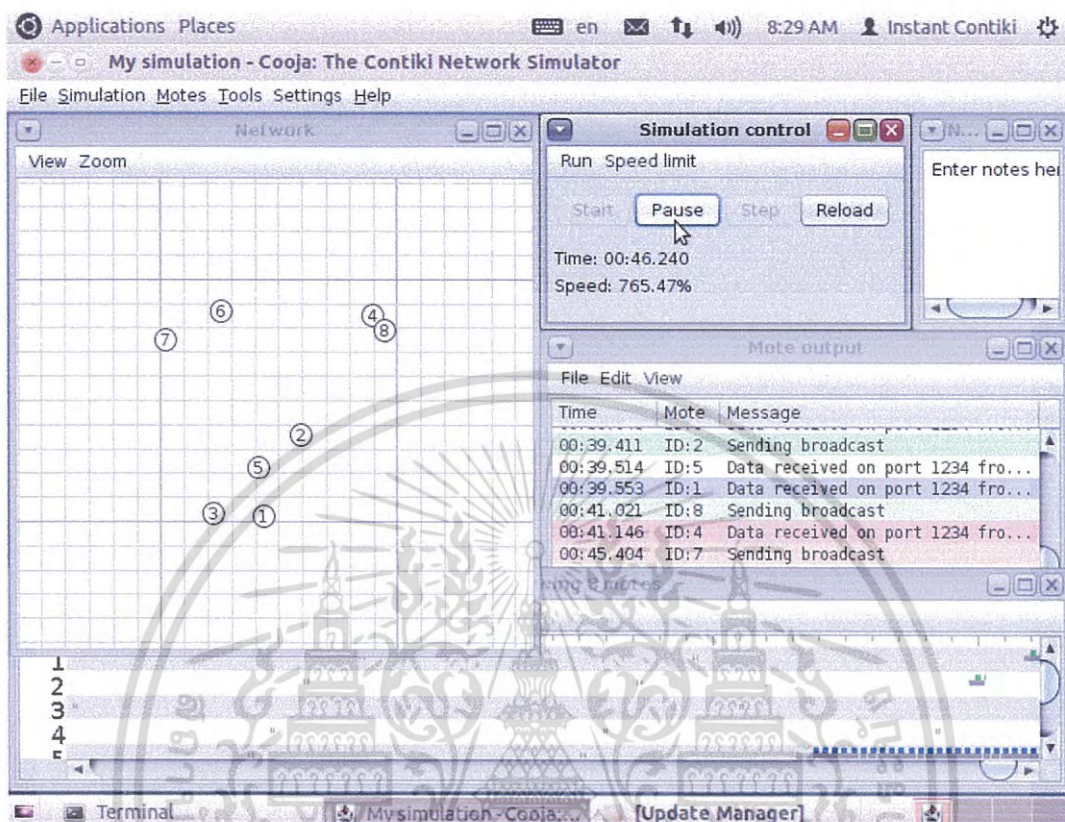 Applications Places en 8:29 AM Instant Contiki
My simulation - Cooja: The Contiki Network Simulator
File Simulation Motes Tools Settings Help
Network
View Zoom
6
4
8
7
2
5
3
1
Simulation control
Run Speed limit
Start Pause Step Reload
Time: 00:46.240
Speed: 765.47%
N...
Enter notes her
Mote output
File Edit View
Time Mote Message
00:39.411 ID:2 Sending broadcast
00:39.514 ID:5 Data received on port 1234 fro...
00:39.553 ID:1 Data received on port 1234 fro...
00:41.021 ID:8 Sending broadcast
00:41.146 ID:4 Data received on port 1234 fro...
00:45.404 ID:7 Sending broadcast
8 motes
1
2
3
4
Terminal My simulation - Cooja:... [Update Manager]